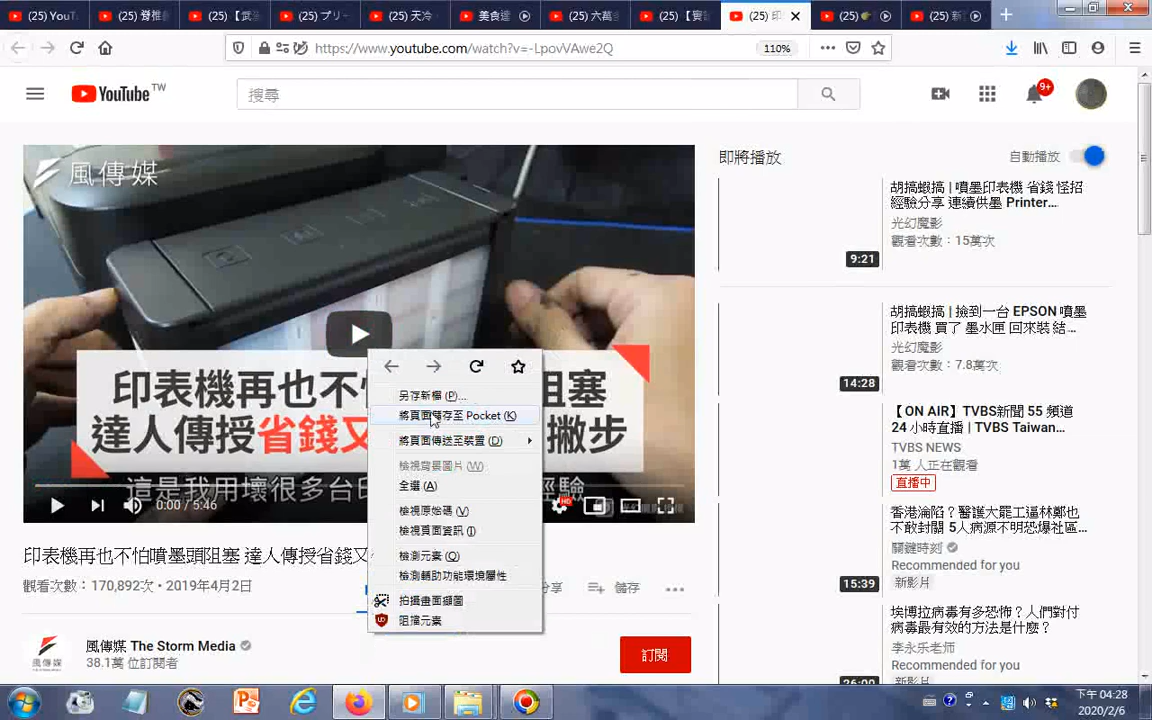 (25) YouT
(25) 脊椎
(25) 【武
(25) プリー
(25) 天冷
美食達
(25) 六萬
(25) 【實
(25) 印
(25)
(25) 新
https://www.youtube.com/watch?v=-LpovVAwe2Q
110%
YouTube TW
搜尋
9+
風傳媒
印表機再也不怕
阻塞
達人傳授省錢又
撇步
這是我用壞很多台印
經驗
0:00 / 5:46
HD
另存新檔 (P)...
將頁面儲存至 Pocket (K)
將頁面傳送至裝置 (D)
檢視背景圖片 (W)
全選 (A)
檢視原始碼 (V)
檢視頁面資訊 (I)
檢測元素 (Q)
檢測輔助功能環境屬性
拍攝畫面擷圖
阻擋元素
印表機再也不怕噴墨頭阻塞 達人傳授省錢又
觀看次數：170,892次 • 2019年4月2日
分享
儲存
風傳媒 The Storm Media
38.1萬 位訂閱者
訂閱
即將播放
自動播放
胡搞蝦搞 | 噴墨印表機 省錢 怪招
經驗分享 連續供墨 Printer...
光幻魔影
觀看次數：15萬次
9:21
胡搞蝦搞 | 撿到一台 EPSON 噴墨
印表機 買了 墨水匣 回來裝 結...
光幻魔影
觀看次數：7.8萬次
14:28
【ON AIR】TVBS新聞 55 頻道
24 小時直播 | TVBS Taiwan...
TVBS NEWS
1萬 人正在觀看
直播中
香港淪陷？醫護大罷工逼林鄭也
不敢封關 5人病源不明恐爆社區...
關鍵時刻
Recommended for you
新影片
15:39
埃博拉病毒有多恐怖？人們對付
病毒最有效的方法是什麼？
李永乐老师
Recommended for you
新影片
26:00
下午 04:28
2020/2/6